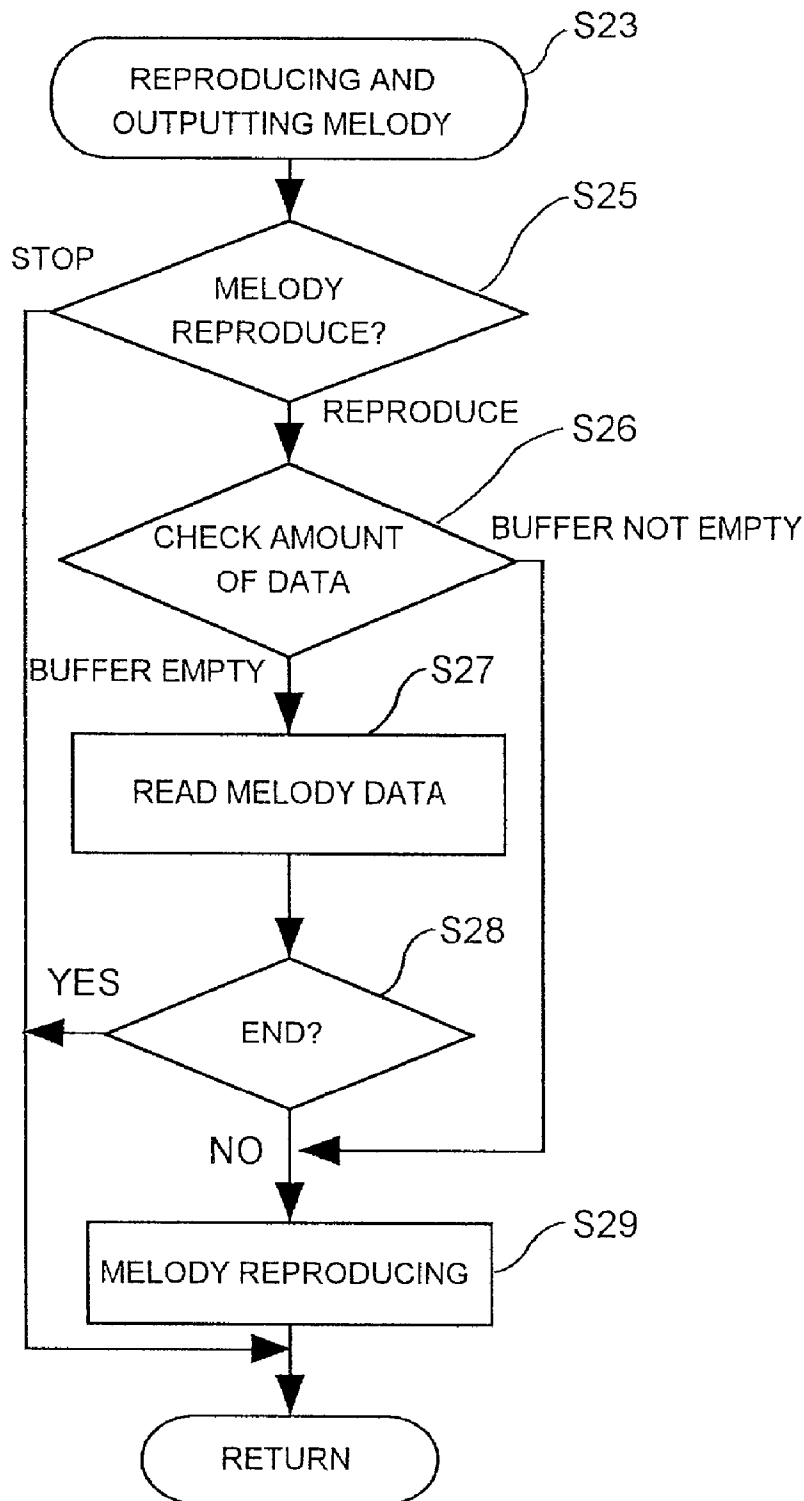 S23
REPRODUCING AND
OUTPUTTING MELODY
S25
STOP
MELODY
REPRODUCE?
REPRODUCE
S26
BUFFER NOT EMPTY
CHECK AMOUNT
OF DATA
BUFFER EMPTY
S27
READ MELODY DATA
S28
YES
END?
NO
S29
MELODY REPRODUCING
RETURN